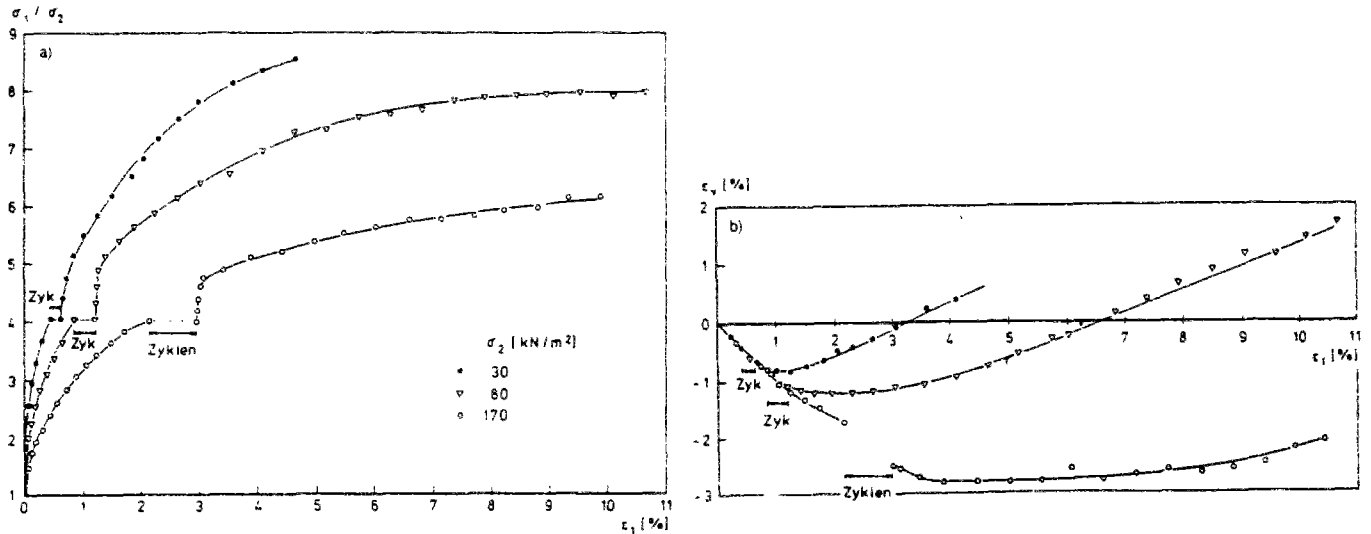 σ₁ / σ₂
a)
9
8
7
6
5
4
3
2
1
Zyk
Zyk
Zyklen
σ₂ [kN/m²]
30
80
170
0 1 2 3 4 5 6 7 8 9 10 11
ε₁ [%]
εᵥ [%]
b)
2
1
0
-1
-2
-3
1 2 3 4 5 6 7 8 9 10 11
ε₁ [%]
Zyk
Zyk
Zyklen